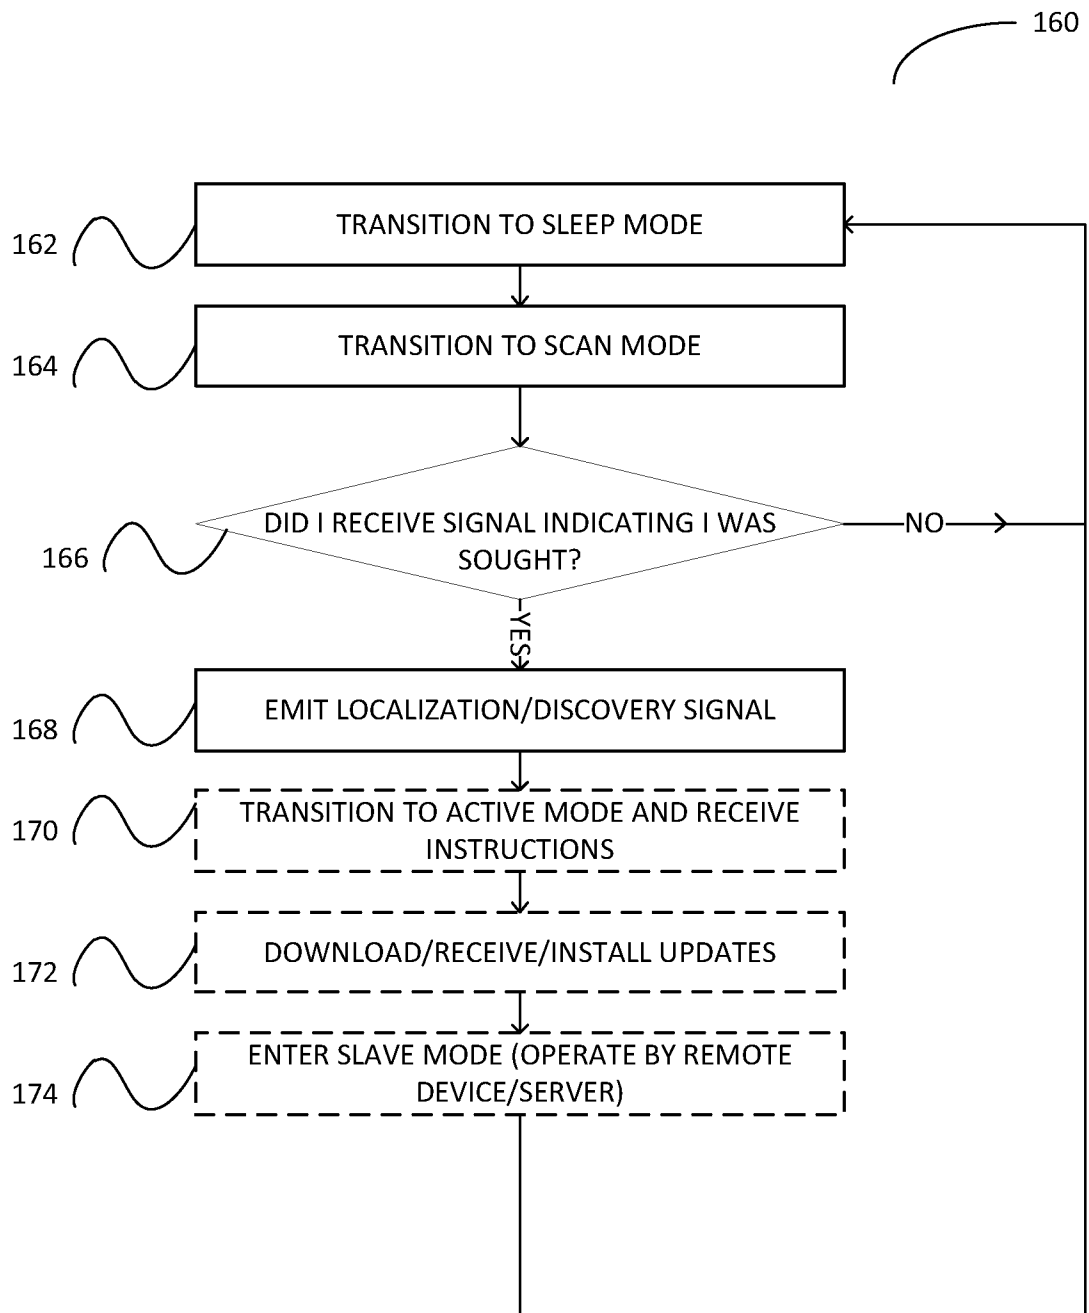 160
162
TRANSITION TO SLEEP MODE
164
TRANSITION TO SCAN MODE
166
DID I RECEIVE SIGNAL INDICATING I WAS
SOUGHT?
NO
YES
168
EMIT LOCALIZATION/DISCOVERY SIGNAL
170
TRANSITION TO ACTIVE MODE AND RECEIVE
INSTRUCTIONS
172
DOWNLOAD/RECEIVE/INSTALL UPDATES
174
ENTER SLAVE MODE (OPERATE BY REMOTE
DEVICE/SERVER)